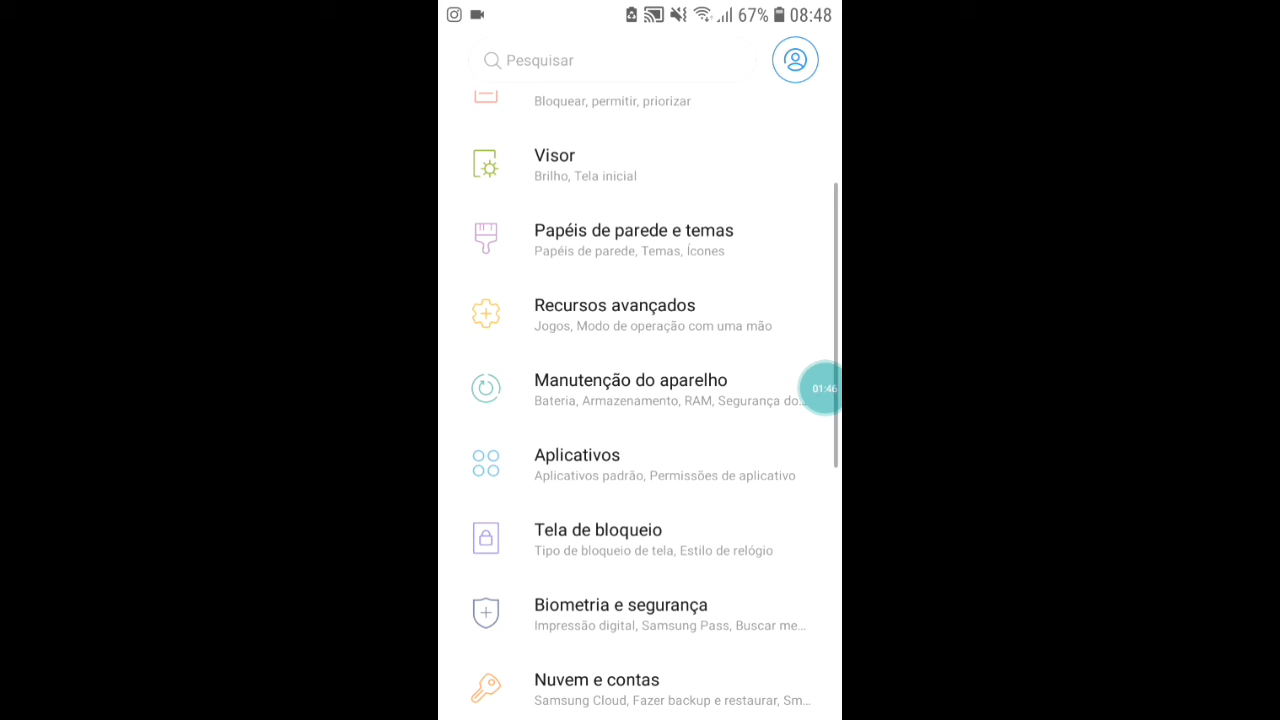 67% 08:48
Pesquisar
Bloquear, permitir, priorizar
Visor
Brilho, Tela inicial
Papéis de parede e temas
Papéis de parede, Temas, Ícones
Recursos avançados
Jogos, Modo de operação com uma mão
Manutenção do aparelho
Bateria, Armazenamento, RAM, Segurança do...
01:46
Aplicativos
Aplicativos padrão, Permissões de aplicativo
Tela de bloqueio
Tipo de bloqueio de tela, Estilo de relógio
Biometria e segurança
Impressão digital, Samsung Pass, Buscar me...
Nuvem e contas
Samsung Cloud, Fazer backup e restaurar, Sm...